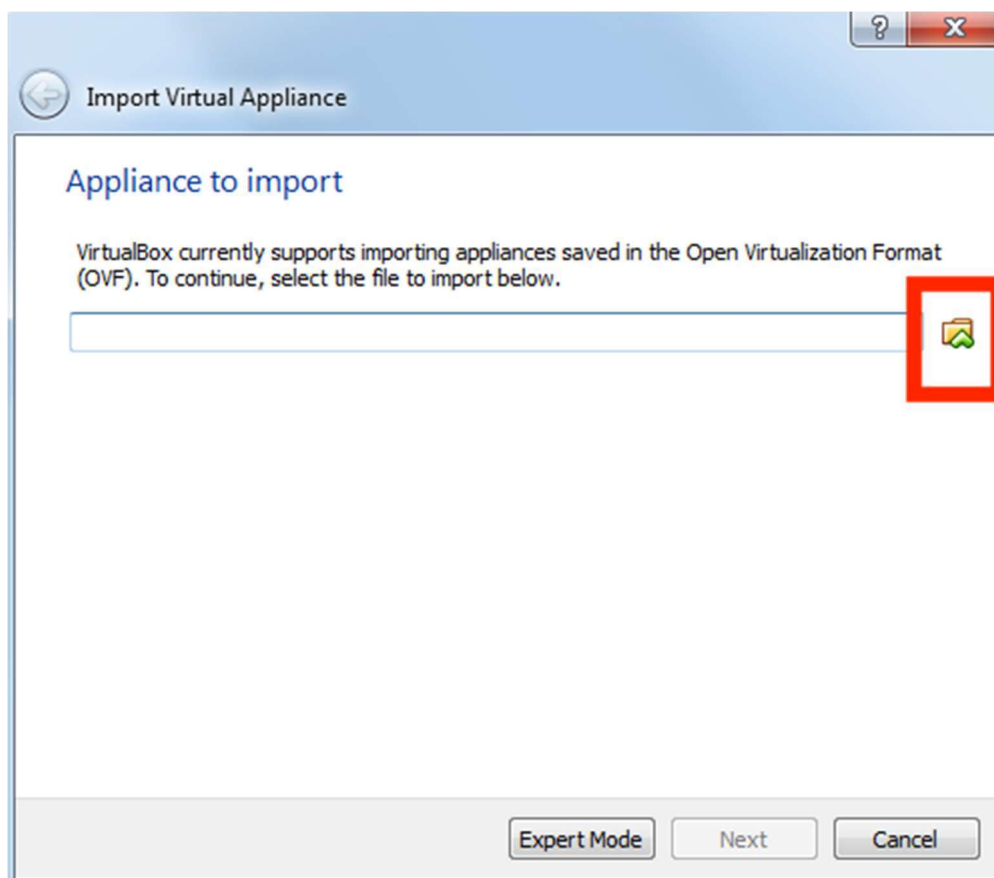 ?
x
Import Virtual Appliance
Appliance to import
VirtualBox currently supports importing appliances saved in the Open Virtualization Format
(OVF). To continue, select the file to import below.
Expert Mode Next Cancel